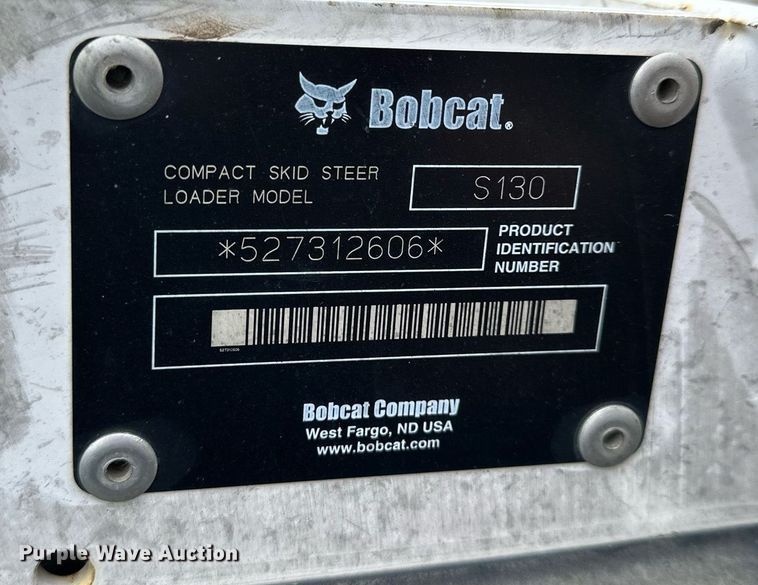 Bobcat®
COMPACT SKID STEER
LOADER MODEL
S130
*527312606*
PRODUCT
IDENTIFICATION
NUMBER
527312606
Bobcat Company
West Fargo, ND USA
www.bobcat.com
Purple Wave Auction